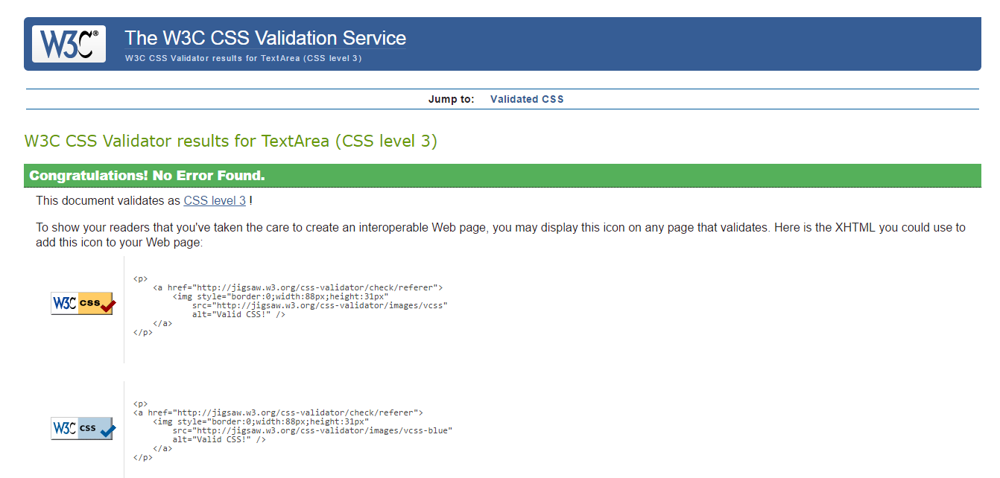 W3C®
The W3C CSS Validation Service
W3C CSS Validator results for TextArea (CSS level 3)
Jump to: Validated CSS
W3C CSS Validator results for TextArea (CSS level 3)
Congratulations! No Error Found.
This document validates as CSS level 3 !
To show your readers that you've taken the care to create an interoperable Web page, you may display this icon on any page that validates. Here is the XHTML you could use to
add this icon to your Web page:
W3C css
<p>
<a href="http://jigsaw.w3.org/css-validator/check/referer">
<img style="border:0;width:88px;height:31px"
src="http://jigsaw.w3.org/css-validator/images/vcss"
alt="Valid CSS!" />
</a>
</p>
W3C css
<p>
<a href="http://jigsaw.w3.org/css-validator/check/referer">
<img style="border:0;width:88px;height:31px"
src="http://jigsaw.w3.org/css-validator/images/vcss-blue"
alt="Valid CSS!" />
</a>
</p>